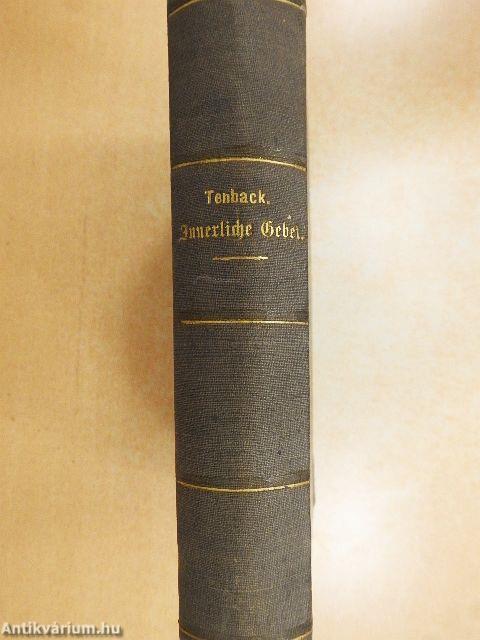 Tenback.
Innerliche Gebet.
Antikvárium.hu